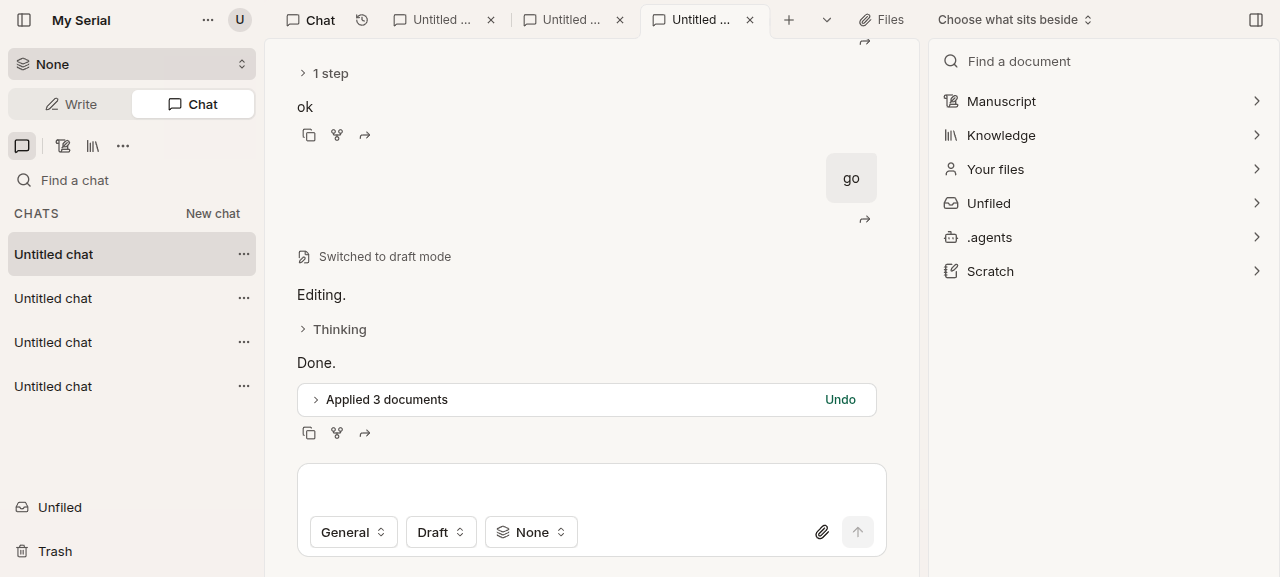 My Serial
U
None
Write
Chat
Find a chat
CHATS
New chat
Untitled chat
Untitled chat
Untitled chat
Untitled chat
Unfiled
Trash
Chat
Untitled ...
Untitled ...
Untitled ...
Files
1 step
ok
go
Switched to draft mode
Editing.
Thinking
Done.
Applied 3 documents
Undo
General
Draft
None
Choose what sits beside
Find a document
Manuscript
Knowledge
Your files
Unfiled
.agents
Scratch